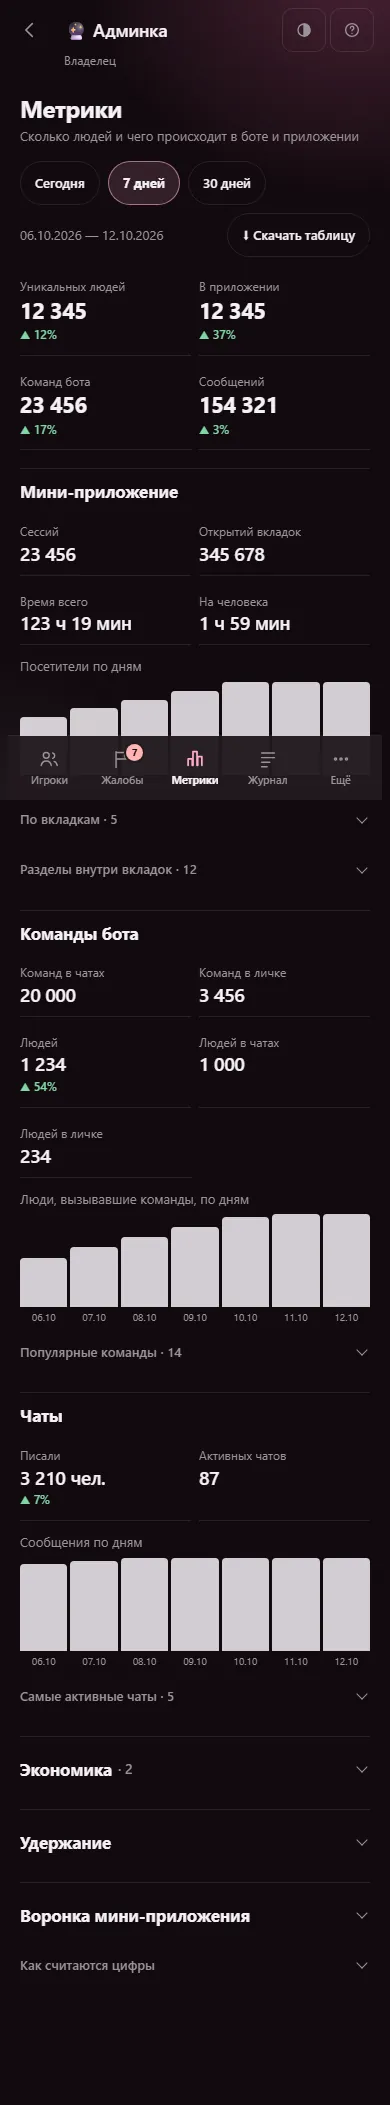 Админка
Владелец
Метрики
Сколько людей и чего происходит в боте и приложении
Сегодня
7 дней
30 дней
06.10.2026 — 12.10.2026
⬇ Скачать таблицу
Уникальных людей
В приложении
12 345
12 345
▲ 12%
▲ 37%
Команд бота
Сообщений
23 456
154 321
▲ 17%
▲ 3%
Мини-приложение
Сессий
Открытий вкладок
23 456
345 678
Время всего
На человека
123 ч 19 мин
1 ч 59 мин
Посетители по дням
7
Игроки
Жалобы
Метрики
Журнал
Ещё
По вкладкам · 5
Разделы внутри вкладок · 12
Команды бота
Команд в чатах
Команд в личке
20 000
3 456
Людей
Людей в чатах
1 234
1 000
▲ 54%
Людей в личке
234
Люди, вызывавшие команды, по дням
06.10
07.10
08.10
09.10
10.10
11.10
12.10
Популярные команды · 14
Чаты
Писали
Активных чатов
3 210 чел.
87
▲ 7%
Сообщения по дням
06.10
07.10
08.10
09.10
10.10
11.10
12.10
Самые активные чаты · 5
Экономика · 2
Удержание
Воронка мини-приложения
Как считаются цифры